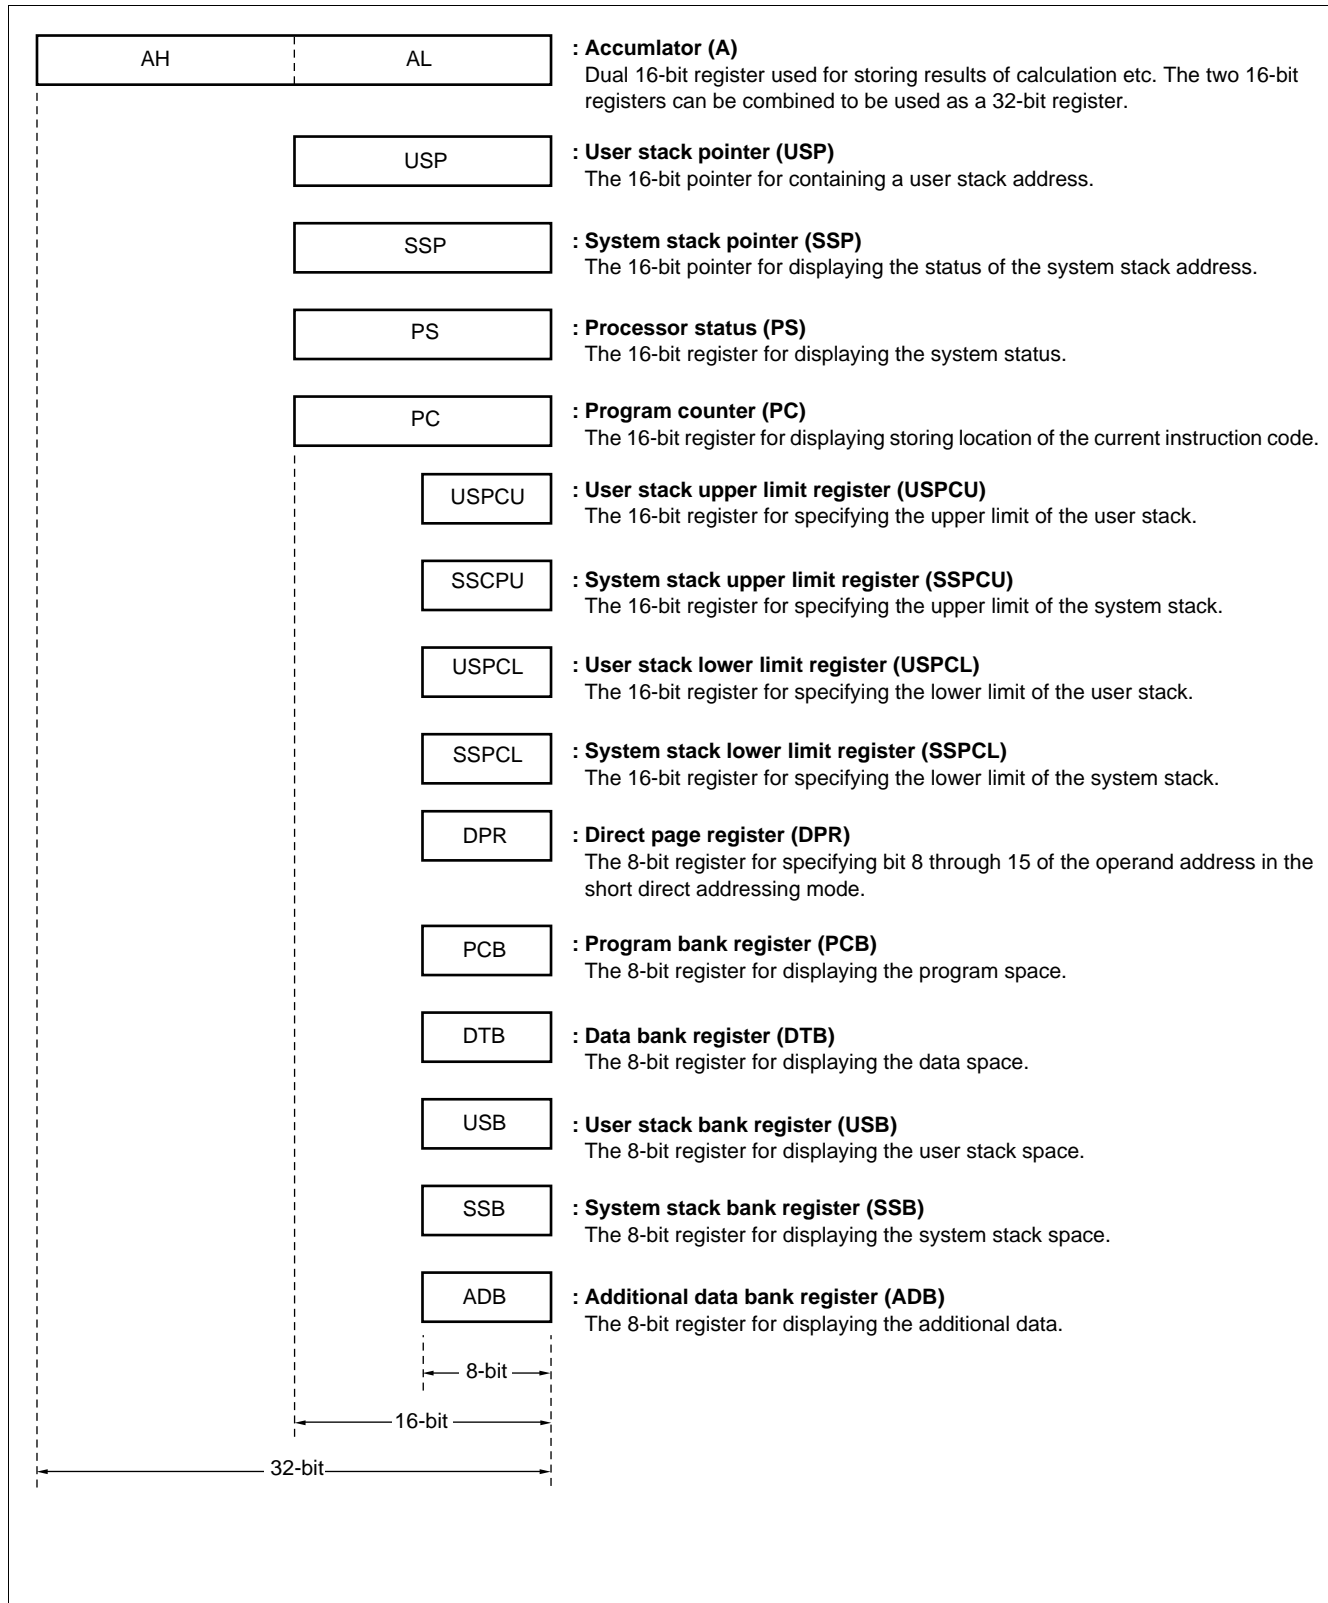 AH AL : Accumlator (A)
Dual 16-bit register used for storing results of calculation etc. The two 16-bit
registers can be combined to be used as a 32-bit register.
USP : User stack pointer (USP)
The 16-bit pointer for containing a user stack address.
SSP : System stack pointer (SSP)
The 16-bit pointer for displaying the status of the system stack address.
PS : Processor status (PS)
The 16-bit register for displaying the system status.
PC : Program counter (PC)
The 16-bit register for displaying storing location of the current instruction code.
USPCU : User stack upper limit register (USPCU)
The 16-bit register for specifying the upper limit of the user stack.
SSCPU : System stack upper limit register (SSPCU)
The 16-bit register for specifying the upper limit of the system stack.
USPCL : User stack lower limit register (USPCL)
The 16-bit register for specifying the lower limit of the user stack.
SSPCL : System stack lower limit register (SSPCL)
The 16-bit register for specifying the lower limit of the system stack.
DPR : Direct page register (DPR)
The 8-bit register for specifying bit 8 through 15 of the operand address in the
short direct addressing mode.
PCB : Program bank register (PCB)
The 8-bit register for displaying the program space.
DTB : Data bank register (DTB)
The 8-bit register for displaying the data space.
USB : User stack bank register (USB)
The 8-bit register for displaying the user stack space.
SSB : System stack bank register (SSB)
The 8-bit register for displaying the system stack space.
ADB : Additional data bank register (ADB)
The 8-bit register for displaying the additional data.
8-bit
16-bit
32-bit